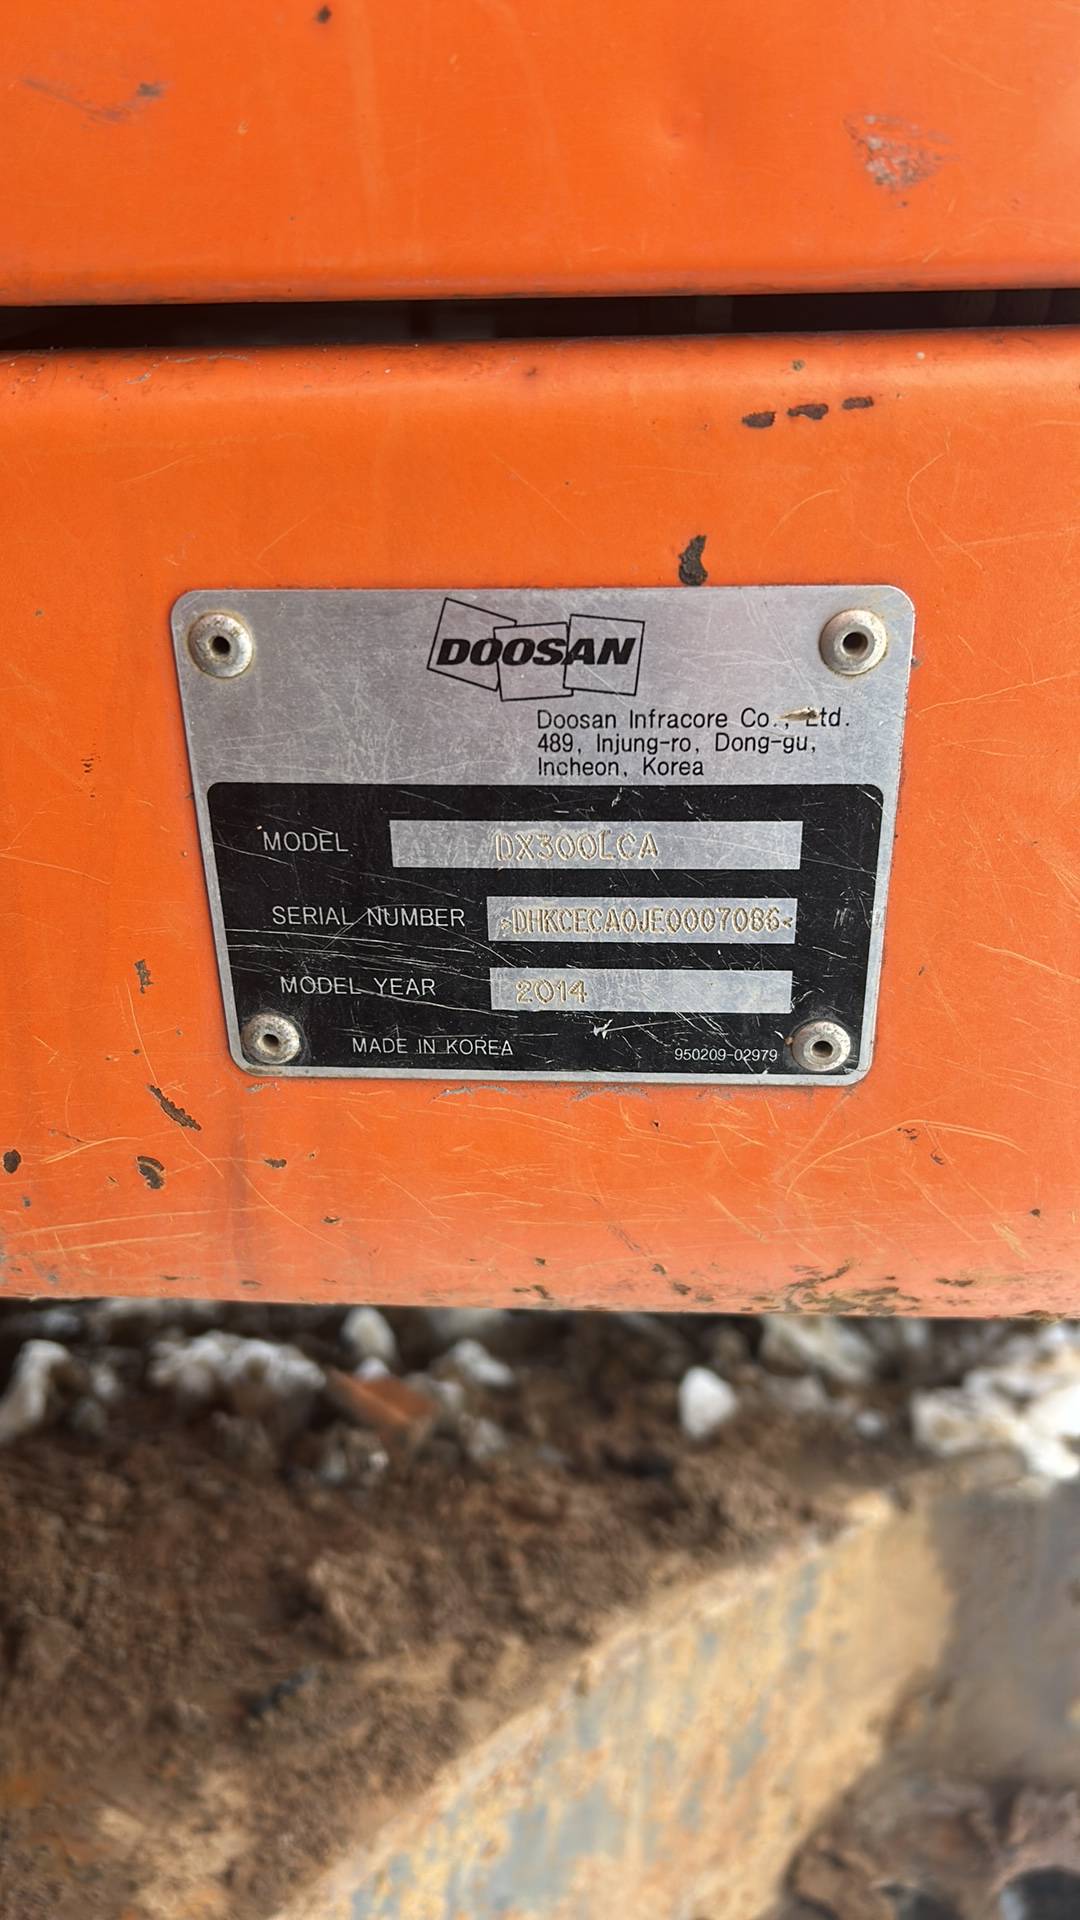 DOOSAN
Doosan Infracore Co., Ltd.
489, Injung-ro, Dong-gu,
Incheon, Korea
MODEL DX300LCA
SERIAL NUMBER *DHKCECA0JE0007086*
MODEL YEAR 2014
MADE IN KOREA 950209-02979